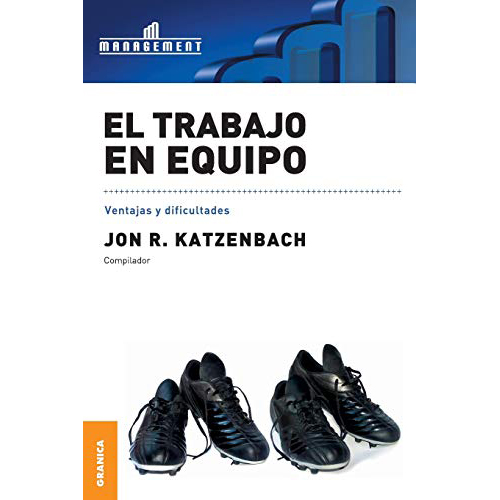 MANAGEMENT
EL TRABAJO
EN EQUIPO
Ventajas y dificultades
JON R. KATZENBACH
Compilador
GRANICA